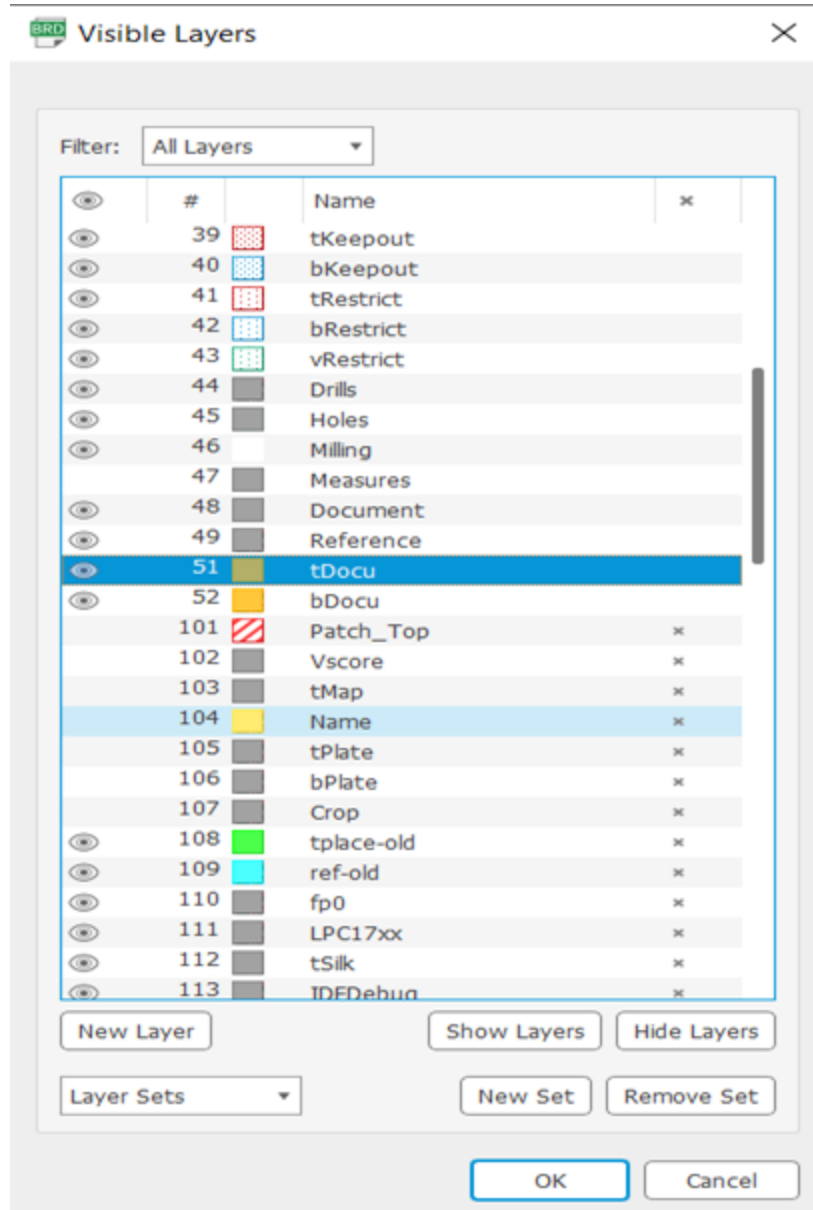 BRD Visible Layers
Filter: All Layers
# Name
39 tKeepout
40 bKeepout
41 tRestrict
42 bRestrict
43 vRestrict
44 Drills
45 Holes
46 Milling
47 Measures
48 Document
49 Reference
51 tDocu
52 bDocu
101 Patch_Top
102 Vscore
103 tMap
104 Name
105 tPlate
106 bPlate
107 Crop
108 tplace-old
109 ref-old
110 fp0
111 LPC17xx
112 tSilk
113 IDFDebug
New Layer Show Layers Hide Layers
Layer Sets New Set Remove Set
OK Cancel